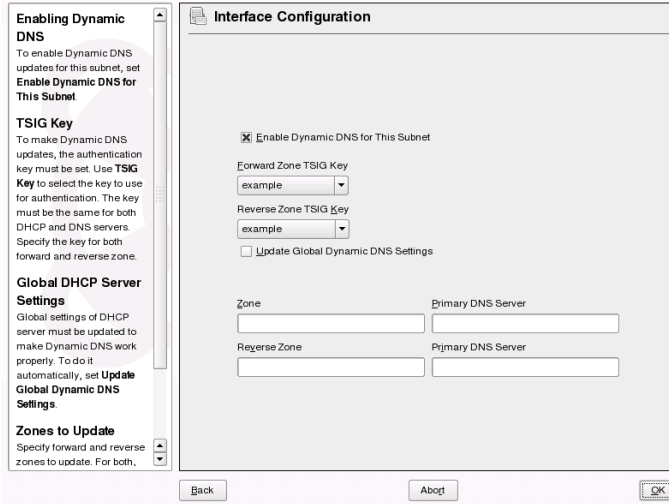 Enabling Dynamic
DNS
To enable Dynamic DNS
updates for this subnet, set
Enable Dynamic DNS for
This Subnet.
TSIG Key
To make Dynamic DNS
updates, the authentication
key must be set. Use TSIG
Key to select the key to use
for authentication. The key
must be the same for both
DHCP and DNS servers.
Specify the key for both
forward and reverse zone.
Global DHCP Server
Settings
Global settings of DHCP
server must be updated to
make Dynamic DNS work
properly. To do it
automatically, set Update
Global Dynamic DNS
Settings.
Zones to Update
Specify forward and reverse
zones to update. For both,
Interface Configuration
Enable Dynamic DNS for This Subnet
Forward Zone TSIG Key
example
Reverse Zone TSIG Key
example
Update Global Dynamic DNS Settings
Zone
Primary DNS Server
Reverse Zone
Primary DNS Server
Back
Abort
OK